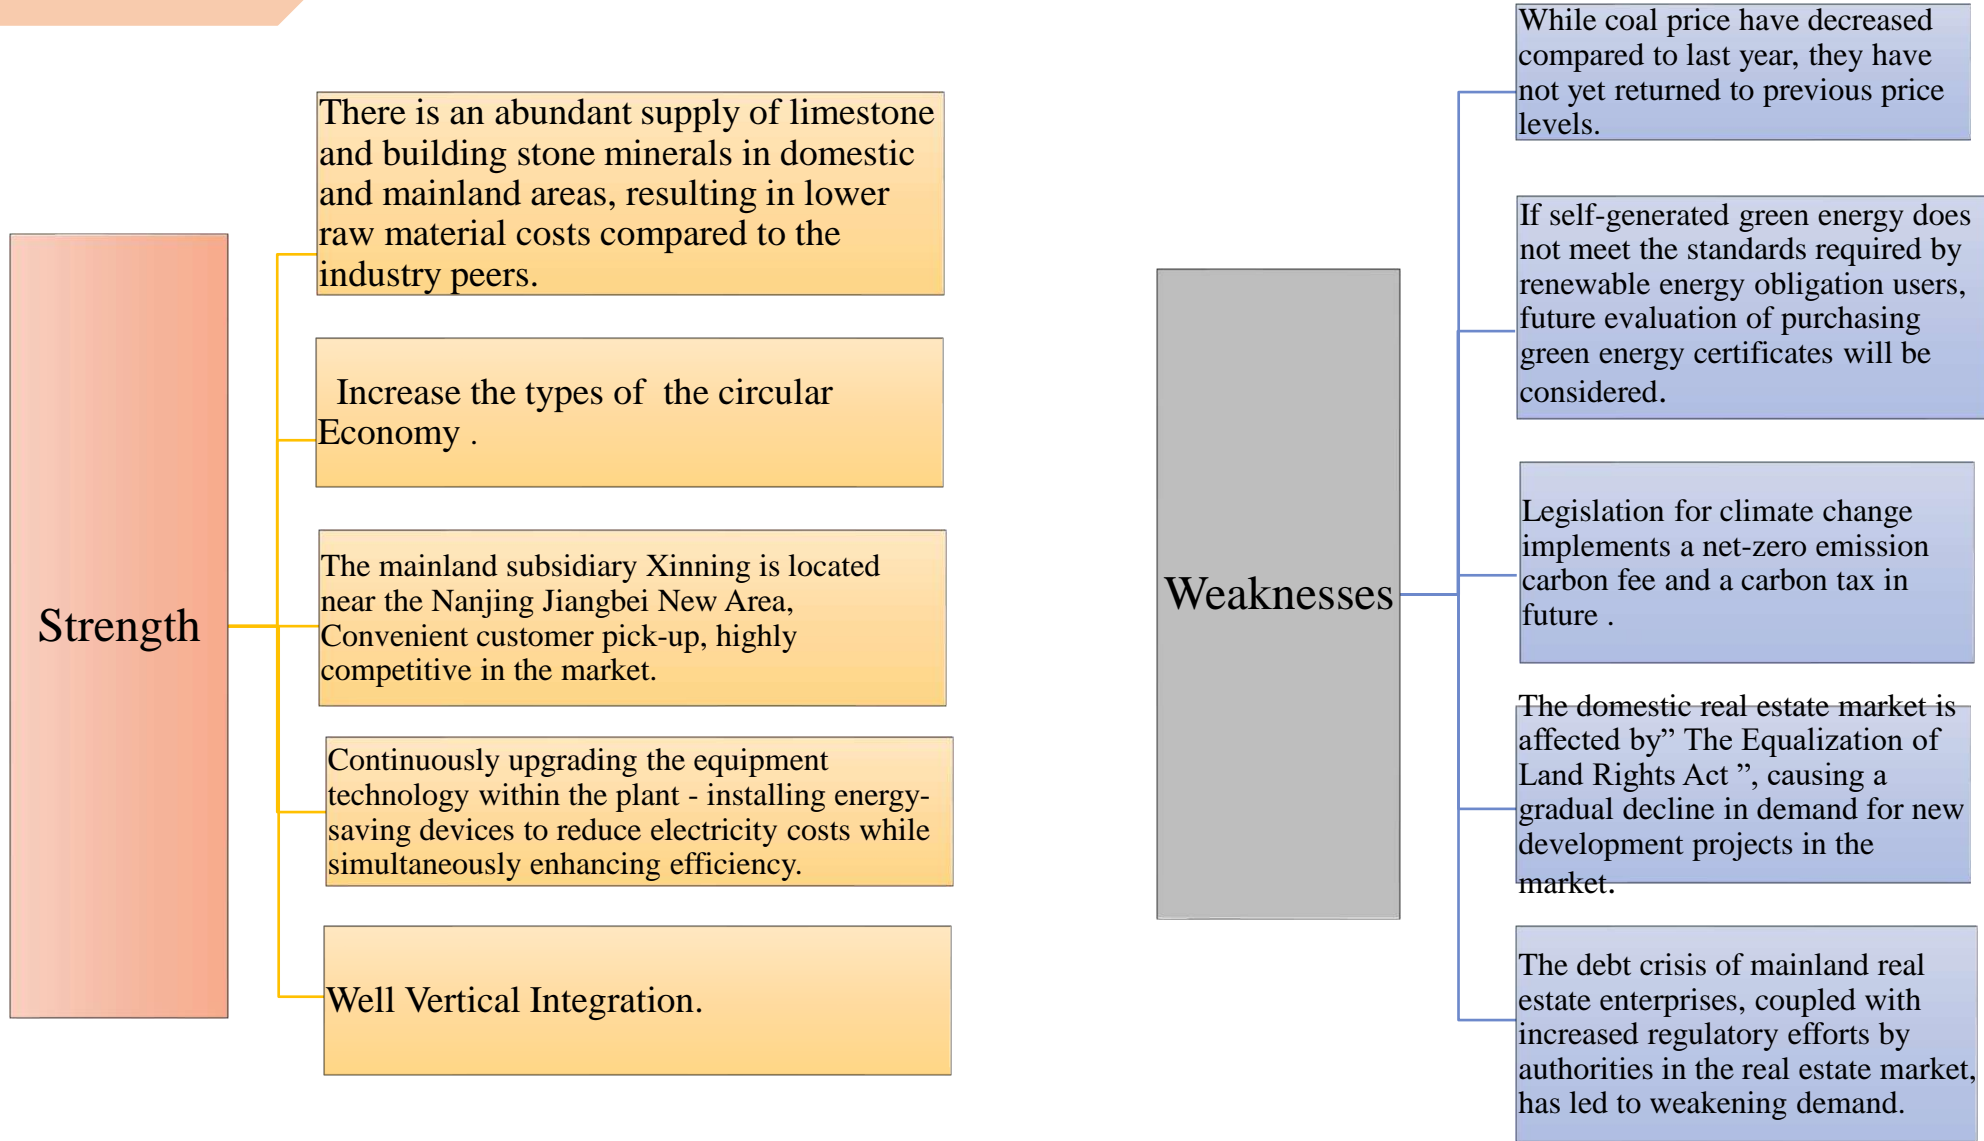 Strength
There is an abundant supply of limestone
and building stone minerals in domestic
and mainland areas, resulting in lower
raw material costs compared to the
industry peers.
Increase the types of  the circular
Economy .
The mainland subsidiary Xinning is located
near the Nanjing Jiangbei New Area,
Convenient customer pick-up, highly
competitive in the market.
Continuously upgrading the equipment
technology within the plant - installing energy-
saving devices to reduce electricity costs while
simultaneously enhancing efficiency.
Well Vertical Integration.
Weaknesses
While coal price have decreased
compared to last year, they have
not yet returned to previous price
levels.
If self-generated green energy does
not meet the standards required by
renewable energy obligation users,
future evaluation of purchasing
green energy certificates will be
considered.
Legislation for climate change
implements a net-zero emission
carbon fee and a carbon tax in
future .
The domestic real estate market is
affected by” The Equalization of
Land Rights Act ”, causing a
gradual decline in demand for new
development projects in the
market.
The debt crisis of mainland real
estate enterprises, coupled with
increased regulatory efforts by
authorities in the real estate market,
has led to weakening demand.